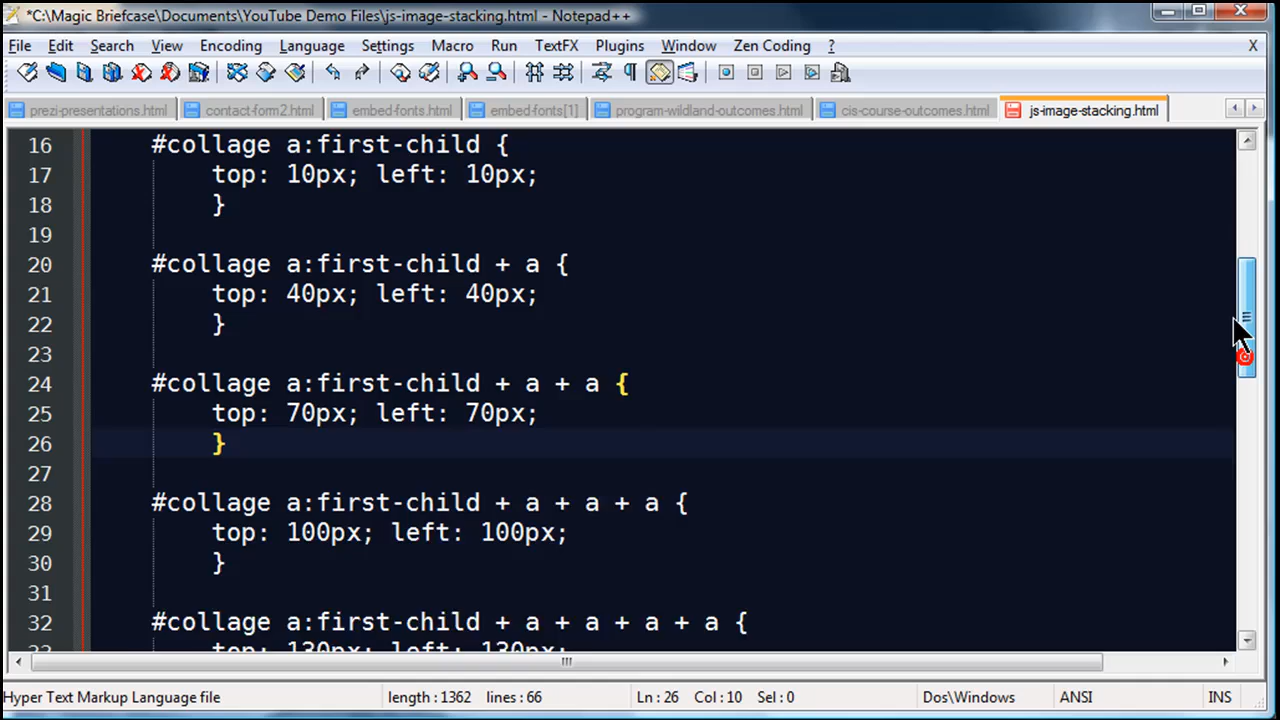 *C:\Magic Briefcase\Documents\YouTube Demo Files\js-image-stacking.html - Notepad++
File Edit Search View Encoding Language Settings Macro Run TextFX Plugins Window Zen Coding ? X
prezi-presentations.html contact-form2.html embed-fonts.html embed-fonts[1] program-wildland-outcomes.html cis-course-outcomes.html js-image-stacking.html
16 #collage a:first-child {
17 top: 10px; left: 10px;
18 }
19
20 #collage a:first-child + a {
21 top: 40px; left: 40px;
22 }
23
24 #collage a:first-child + a + a {
25 top: 70px; left: 70px;
26 }
27
28 #collage a:first-child + a + a + a {
29 top: 100px; left: 100px;
30 }
31
32 #collage a:first-child + a + a + a + a {
top: 130px; left: 130px;
Hyper Text Markup Language file length : 1362 lines : 66 Ln : 26 Col : 10 Sel : 0 Dos\Windows ANSI INS